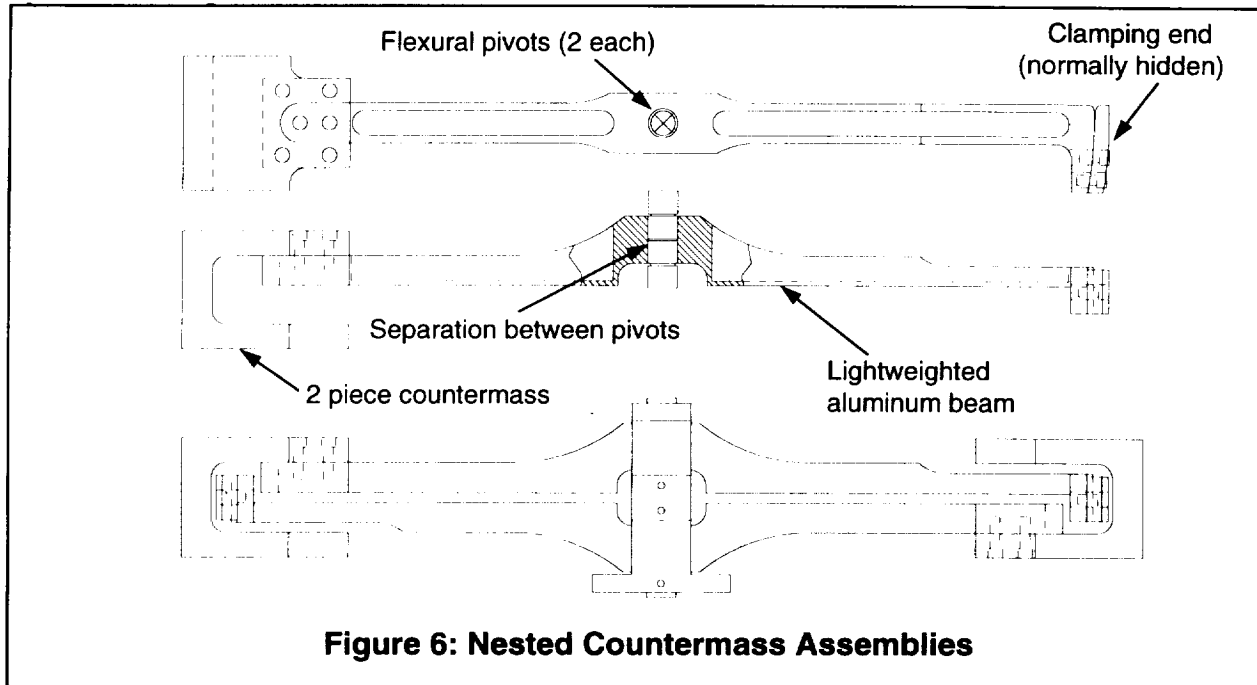 Flexural pivots (2 each)
Clamping end
(normally hidden)
Separation between pivots
2 piece countermass
Lightweighted
aluminum beam
Figure 6: Nested Countermass Assemblies